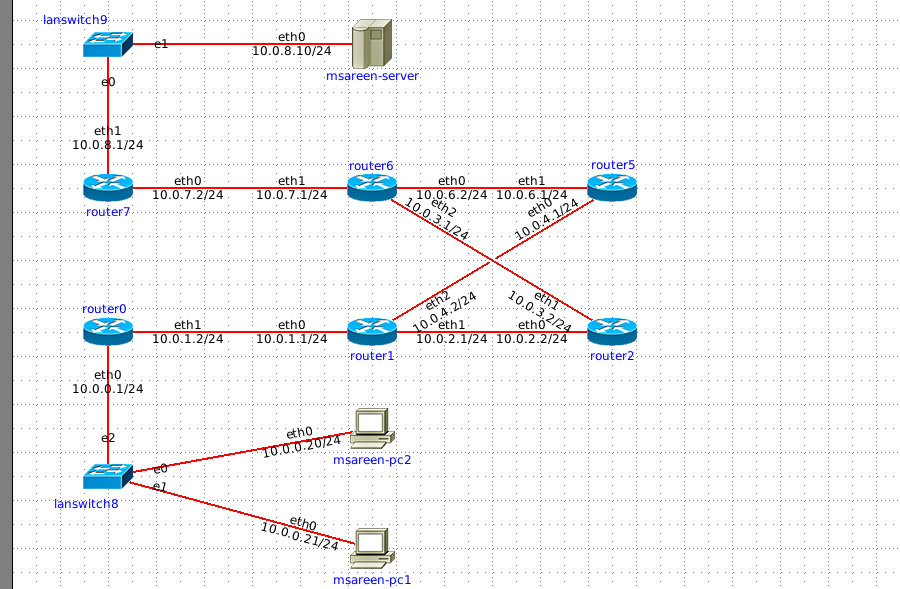 lanswitch9
e1
eth0
10.0.8.10/24
msareen-server
e0
eth1
10.0.8.1/24
router7
eth0
10.0.7.2/24
eth1
10.0.7.1/24
router6
eth0
10.0.6.2/24
eth1
10.0.6.1/24
router5
eth2
10.0.3.1/24
eth0
10.0.4.1/24
router0
eth1
10.0.1.2/24
eth0
10.0.1.1/24
router1
eth2
10.0.4.2/24
eth1
10.0.2.1/24
eth1
10.0.3.2/24
eth0
10.0.2.2/24
router2
eth0
10.0.0.1/24
e2
lanswitch8
e0
eth0
10.0.0.20/24
msareen-pc2
e1
eth0
10.0.0.21/24
msareen-pc1